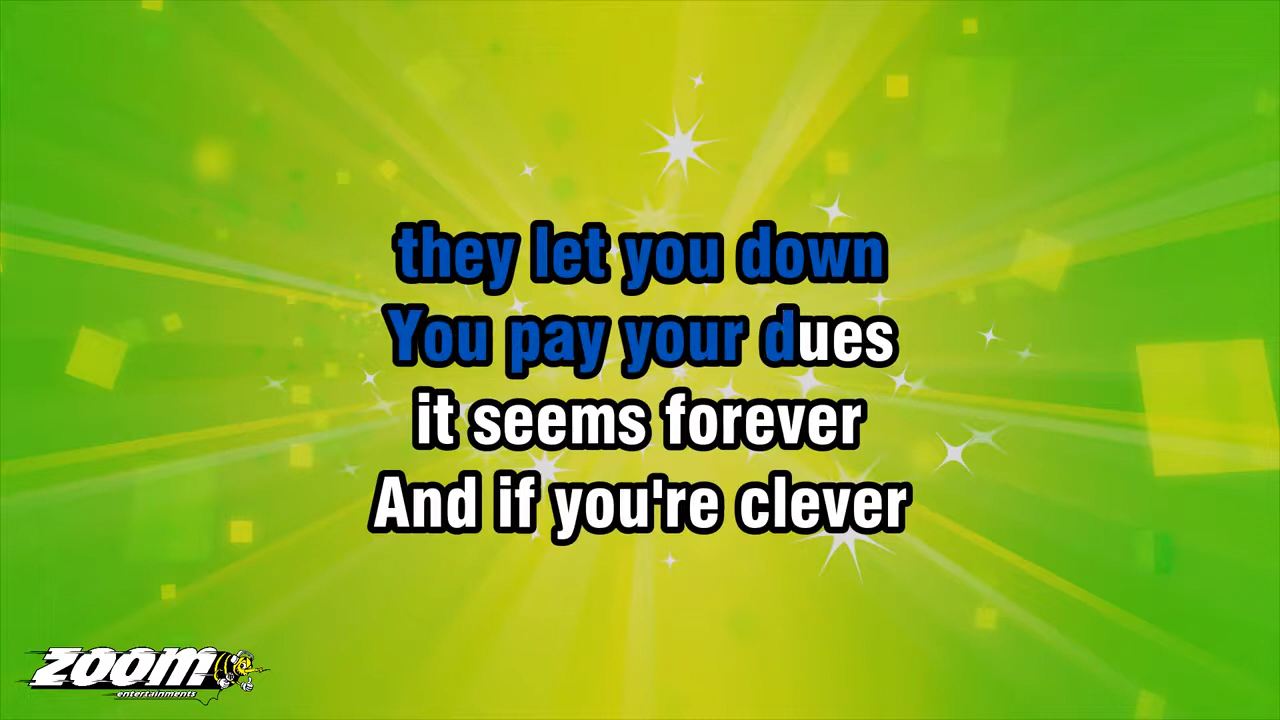 they let you down
You pay your dues
it seems forever
And if you're clever
ZOOM
entertainments